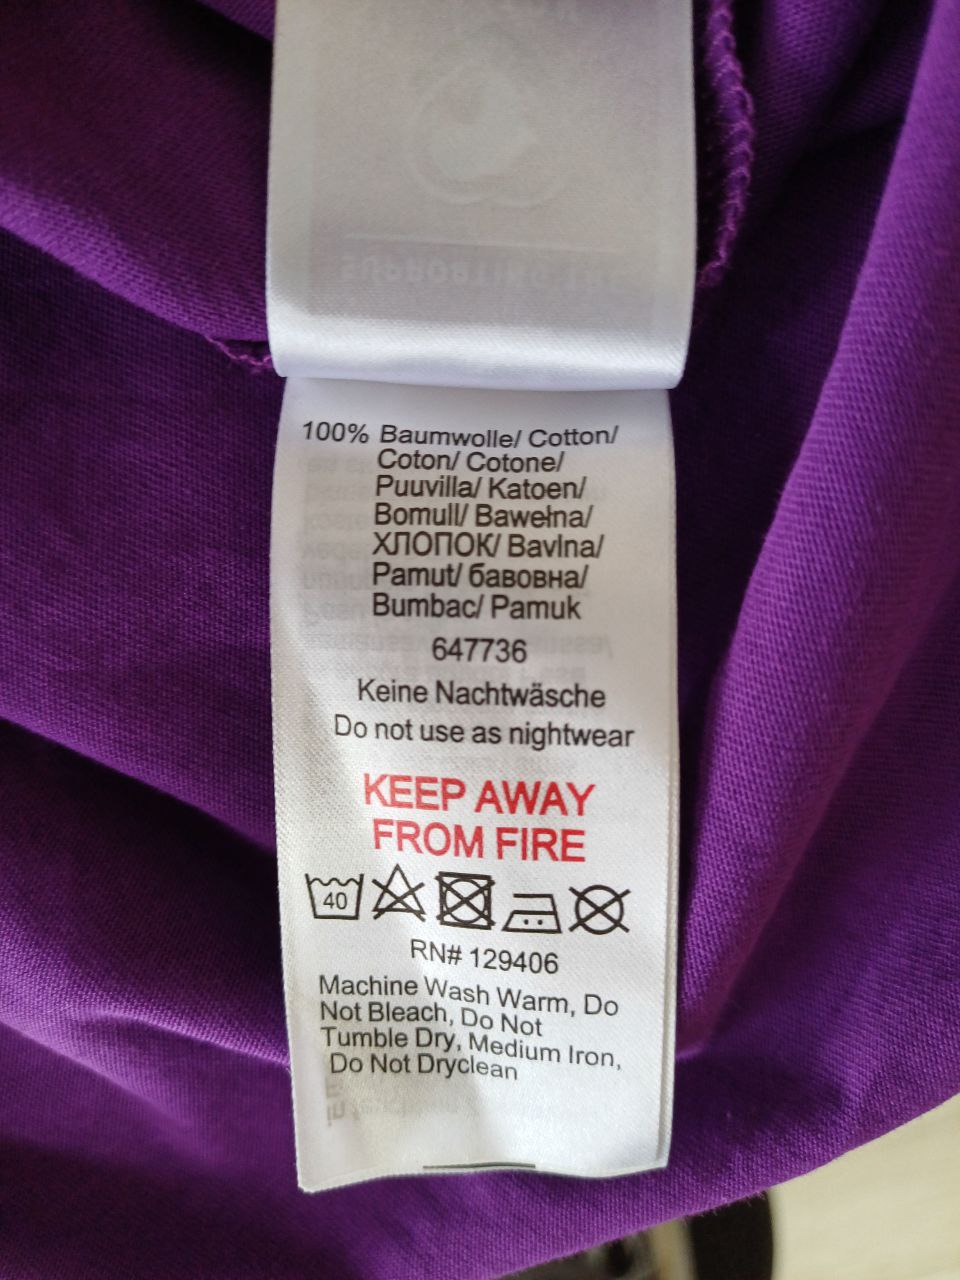 100% Baumwolle/ Cotton/
Coton/ Cotone/
Puuvilla/ Katoen/
Bomull/ Bawełna/
ХЛОПОК/ Bavlna/
Pamut/ бавовна/
Bumbac/ Pamuk
647736
Keine Nachtwäsche
Do not use as nightwear
KEEP AWAY
FROM FIRE
40
RN# 129406
Machine Wash Warm, Do
Not Bleach, Do Not
Tumble Dry, Medium Iron,
Do Not Dryclean